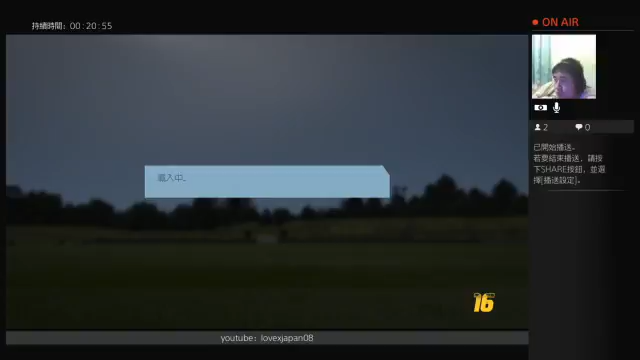 持續時間: 00:20:55
ON AIR
2
0
已開始播送。
若要結束播送，請按
下SHARE按鈕，並選
擇[播送設定]。
載入中。
16
youtube: lovexjapan08